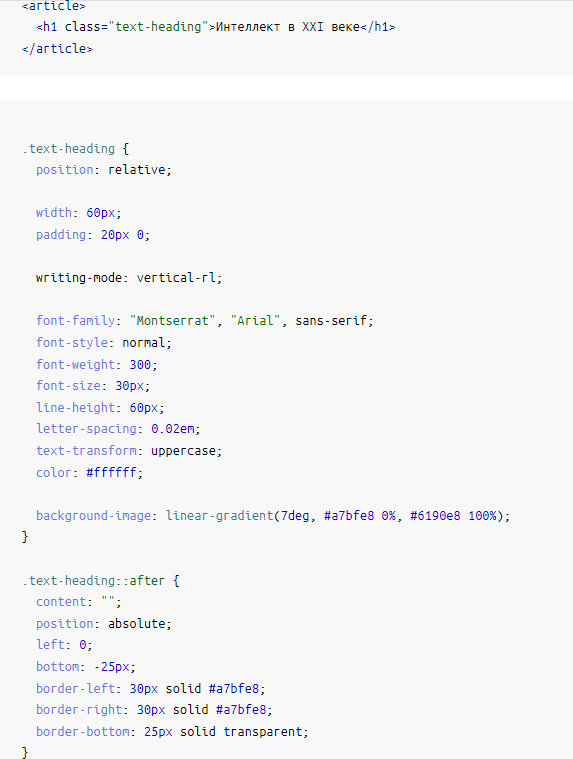 <article>
  <h1 class="text-heading">Интеллект в XXI веке</h1>
</article>
.text-heading {
  position: relative;
  width: 60px;
  padding: 20px 0;
  writing-mode: vertical-rl;
  font-family: "Montserrat", "Arial", sans-serif;
  font-style: normal;
  font-weight: 300;
  font-size: 30px;
  line-height: 60px;
  letter-spacing: 0.02em;
  text-transform: uppercase;
  color: #ffffff;
  background-image: linear-gradient(7deg, #a7bfe8 0%, #6190e8 100%);
}
.text-heading::after {
  content: "";
  position: absolute;
  left: 0;
  bottom: -25px;
  border-left: 30px solid #a7bfe8;
  border-right: 30px solid #a7bfe8;
  border-bottom: 25px solid transparent;
}